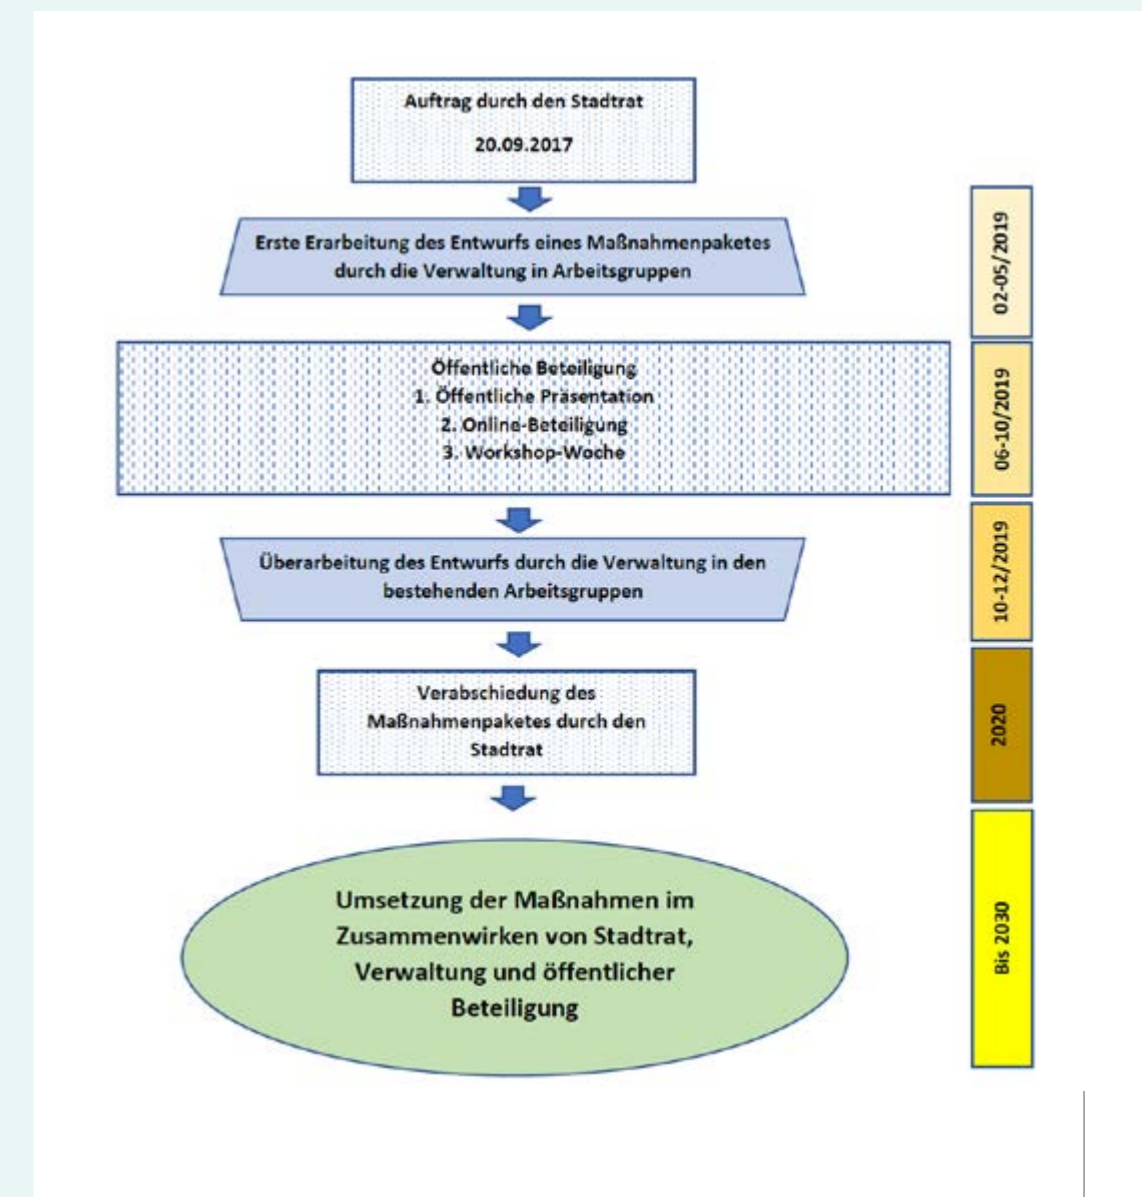 Auftrag durch den Stadtrat
20.09.2017
Erste Erarbeitung des Entwurfs eines Maßnahmenpaketes
durch die Verwaltung in Arbeitsgruppen
02-05/2019
Öffentliche Beteiligung
1. Öffentliche Präsentation
2. Online-Beteiligung
3. Workshop-Woche
06-10/2019
Überarbeitung des Entwurfs durch die Verwaltung in den
bestehenden Arbeitsgruppen
10-12/2019
Verabschiedung des
Maßnahmenpaketes durch den
Stadtrat
2020
Umsetzung der Maßnahmen im
Zusammenwirken von Stadtrat,
Verwaltung und öffentlicher
Beteiligung
Bis 2030